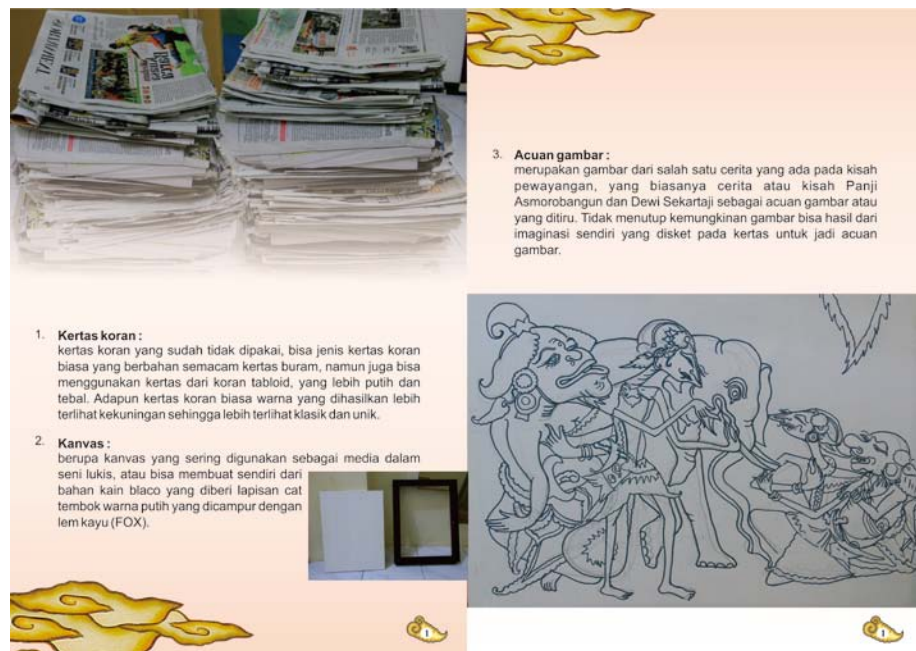 1. Kertas koran :
kertas koran yang sudah tidak dipakai, bisa jenis kertas koran
biasa yang berbahan semacam kertas buram, namun juga bisa
menggunakan kertas dari koran tabloid, yang lebih putih dan
tebal. Adapun kertas koran biasa warna yang dihasilkan lebih
terlihat kekuningan sehingga lebih terlihat klasik dan unik.
2. Kanvas :
berupa kanvas yang sering digunakan sebagai media dalam
seni lukis, atau bisa membuat sendiri dari
bahan kain blaco yang diberi lapisan cat
tembok warna putih yang dicampur dengan
lem kayu (FOX).
1
3. Acuan gambar :
merupakan gambar dari salah satu cerita yang ada pada kisah
pewayangan, yang biasanya cerita atau kisah Panji
Asmorobangun dan Dewi Sekartaji sebagai acuan gambar atau
yang ditiru. Tidak menutup kemungkinan gambar bisa hasil dari
imaginasi sendiri yang disket pada kertas untuk jadi acuan
gambar.
1